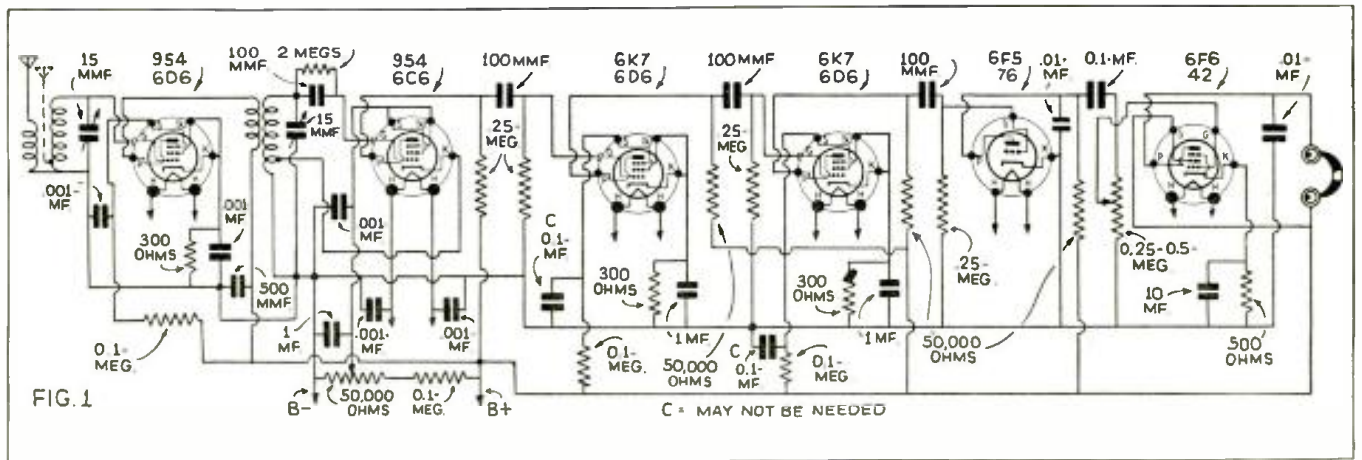 15
MMF
954
6D6
100
MMF
2 MEGS
954
6C6
100MMF
6K7
6D6
100MMF
6K7
6D6
100
MMF
6F5
76
.01-
MF
0.1-MF.
6F6
42
.01-
MF
15
MMF
.25-
MEG.
.25-
MEG
.001-
MF
.001
MF
300
OHMS
500
MMF
.001
MF
C
0.1-
MF
300
OHMS
1 MF.
300
OHMS
1 MF.
.25-
MEG.
0.25-0.5-
MEG
10
MF
500
OHMS
0.1-
MEG.
1
MF.
.001-
MF
.001-
MF
0.1-
MEG.
50,000
OHMS
C
0.1-
MF
0.1-
MEG
50,000
OHMS
FIG.1
B-
50,000
OHMS
0.1-
MEG.
B+
C = MAY NOT BE NEEDED
P
G
K
H
H